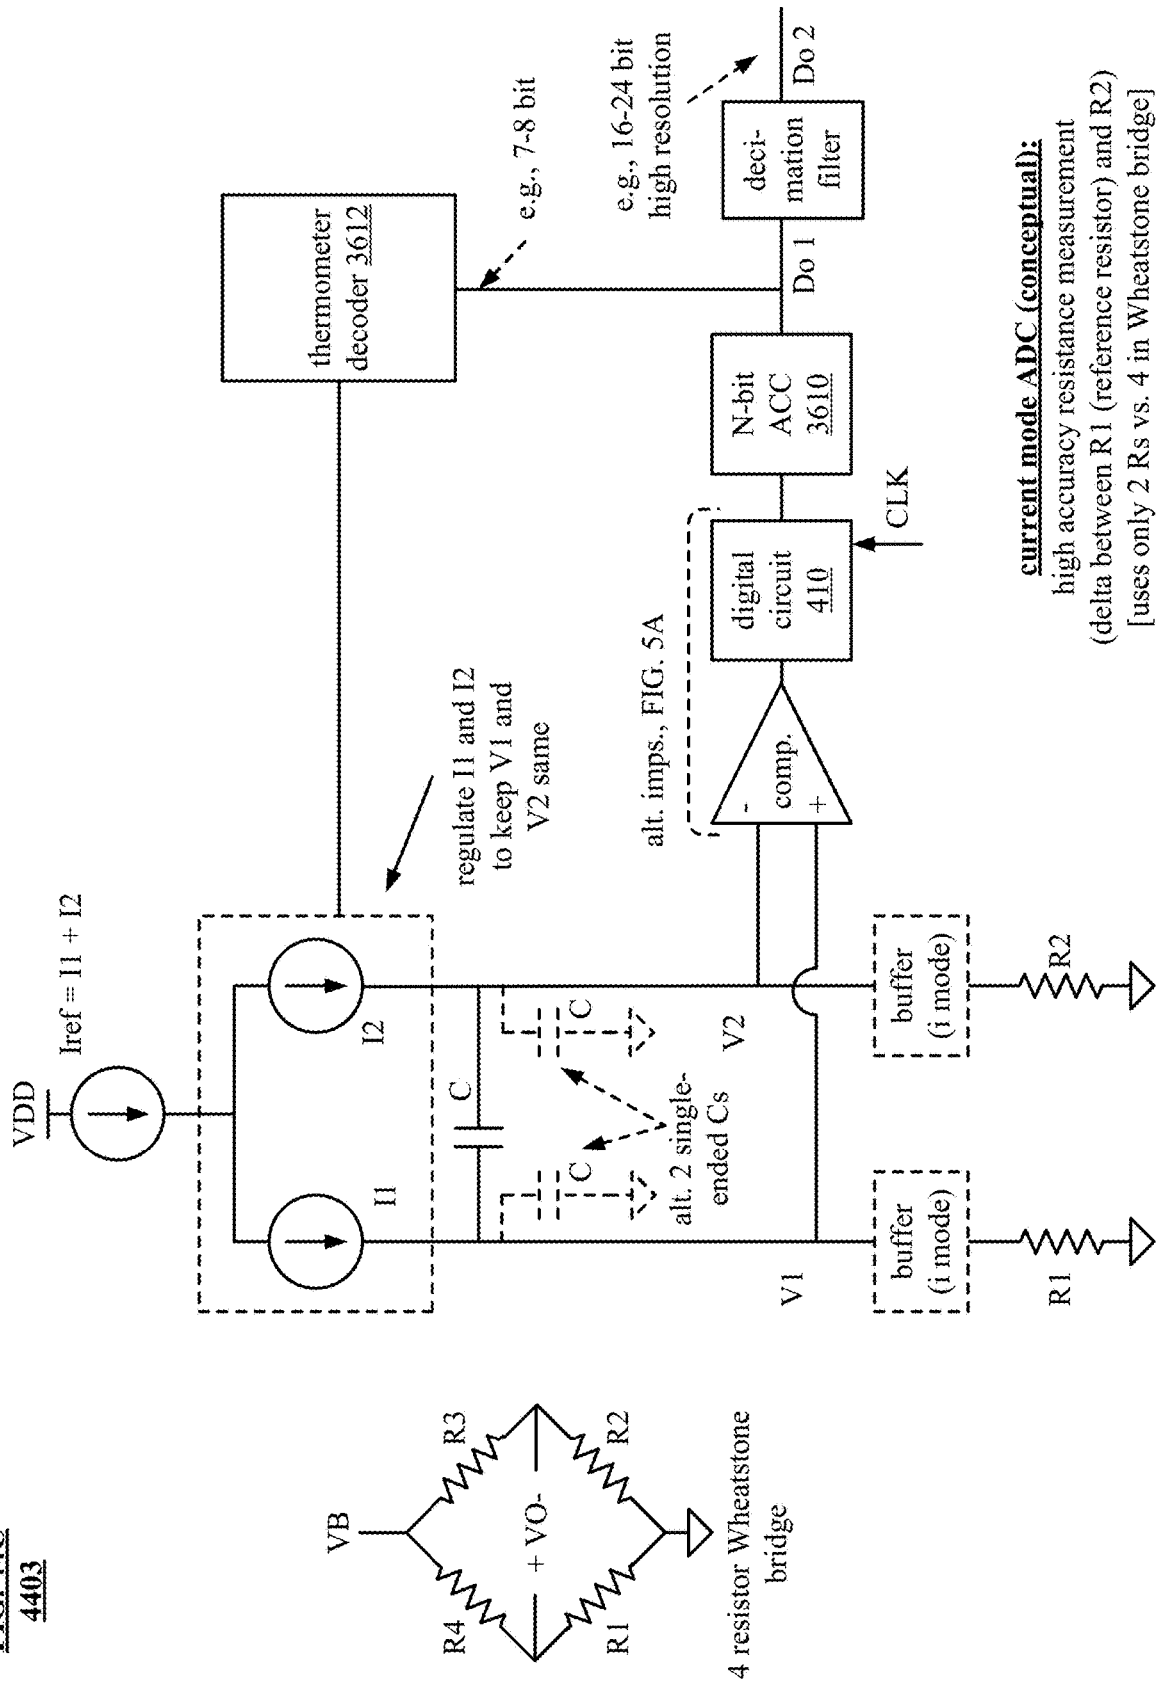 4403
VB
R4
R3
+ VO-
R1
R2
4 resistor Wheatstone
bridge
VDD
Iref = I1 + I2
I1
I2
regulate I1 and I2
to keep V1 and
V2 same
thermometer
decoder 3612
e.g., 7-8 bit
e.g., 16-24 bit
high resolution
C
C
C
alt. 2 single-
ended Cs
V1
V2
alt. imps., FIG. 5A
-
comp.
+
digital
circuit
410
CLK
N-bit
ACC
3610
Do 1
deci-
mation
filter
Do 2
buffer
(i mode)
buffer
(i mode)
R1
R2
current mode ADC (conceptual):
high accuracy resistance measurement
(delta between R1 (reference resistor) and R2)
[uses only 2 Rs vs. 4 in Wheatstone bridge]